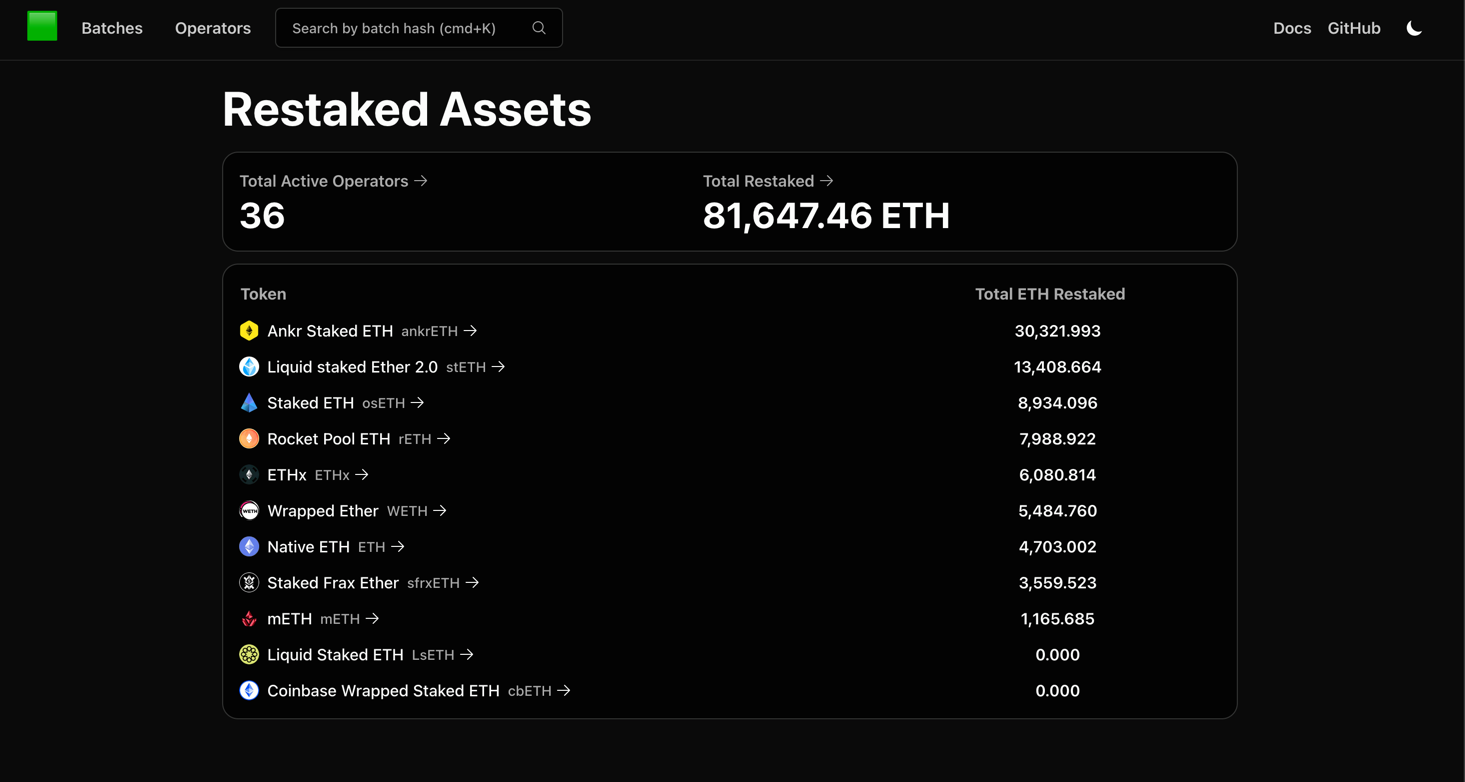 Batches Operators Search by batch hash (cmd+K) Docs GitHub
Restaked Assets
Total Active Operators → Total Restaked →
36 81,647.46 ETH
Token Total ETH Restaked
Ankr Staked ETH ankrETH → 30,321.993
Liquid staked Ether 2.0 stETH → 13,408.664
Staked ETH osETH → 8,934.096
Rocket Pool ETH rETH → 7,988.922
ETHx ETHx → 6,080.814
WETH Wrapped Ether WETH → 5,484.760
Native ETH ETH → 4,703.002
Staked Frax Ether sfrxETH → 3,559.523
mETH mETH → 1,165.685
Liquid Staked ETH LsETH → 0.000
Coinbase Wrapped Staked ETH cbETH → 0.000